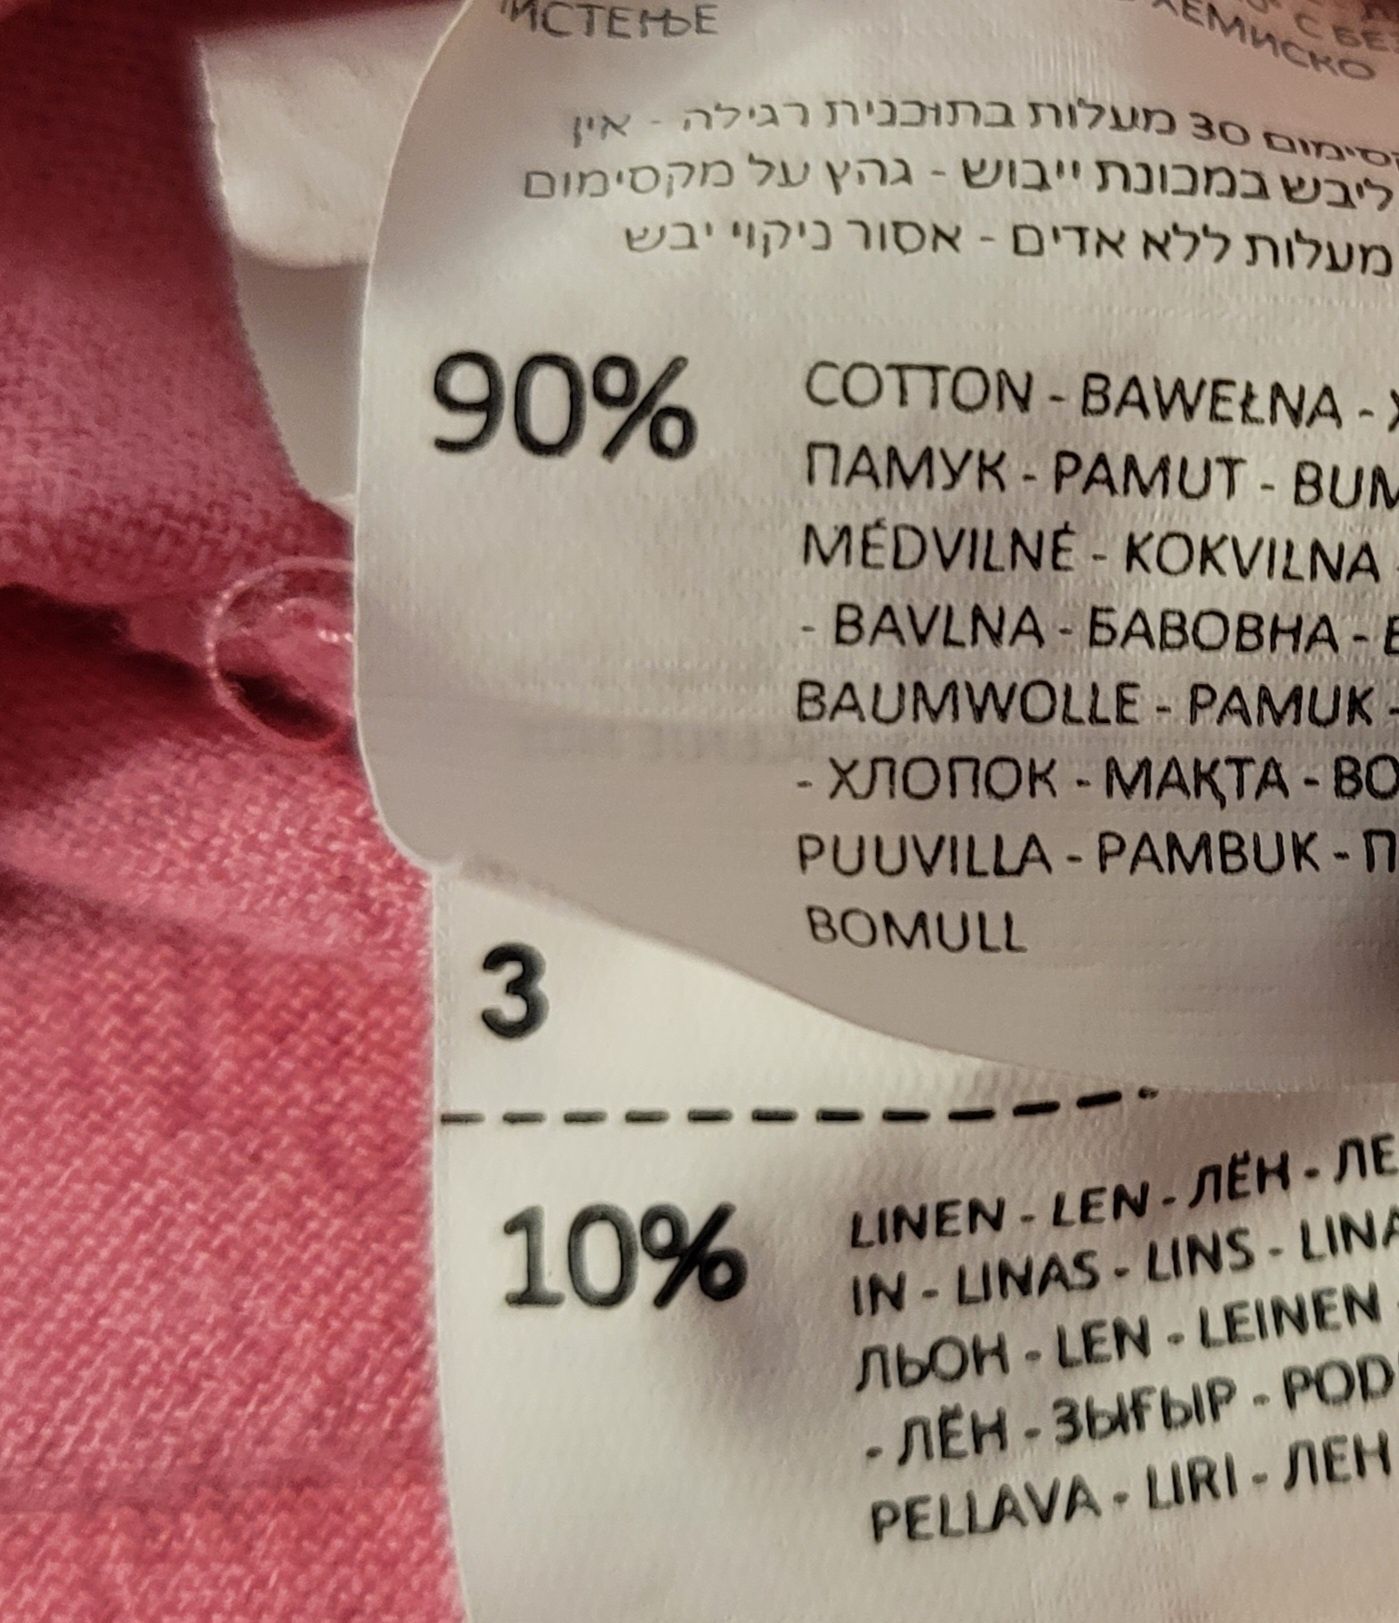 ИСТЕЊЕ
С БЕ
ХЕМИСКО
סימום 30 מעלות בתוכנית רגילה - אין
ליבש במכונת ייבוש - גהץ על מקסימום
מעלות ללא אדים - אסור ניקוי יבש
90% COTTON - BAWEŁNA -
ПАМУК - PAMUT - BUM
MEDVILNĖ - KOKVILNA -
- BAVLNA - БАВОВНА - B
BAUMWOLLE - PAMUK -
- ХЛОПОК - МАҚТА - BO
PUUVILLA - PAMBUK - П
BOMULL
3
10% LINEN - LEN - ЛЁН - ЛЕ
IN - LINAS - LINS - LINA
ЛЬОН - LEN - LEINEN
- ЛЁН - ЗЫҒЫР - POD
PELLAVA - LIRI - ЛЕН